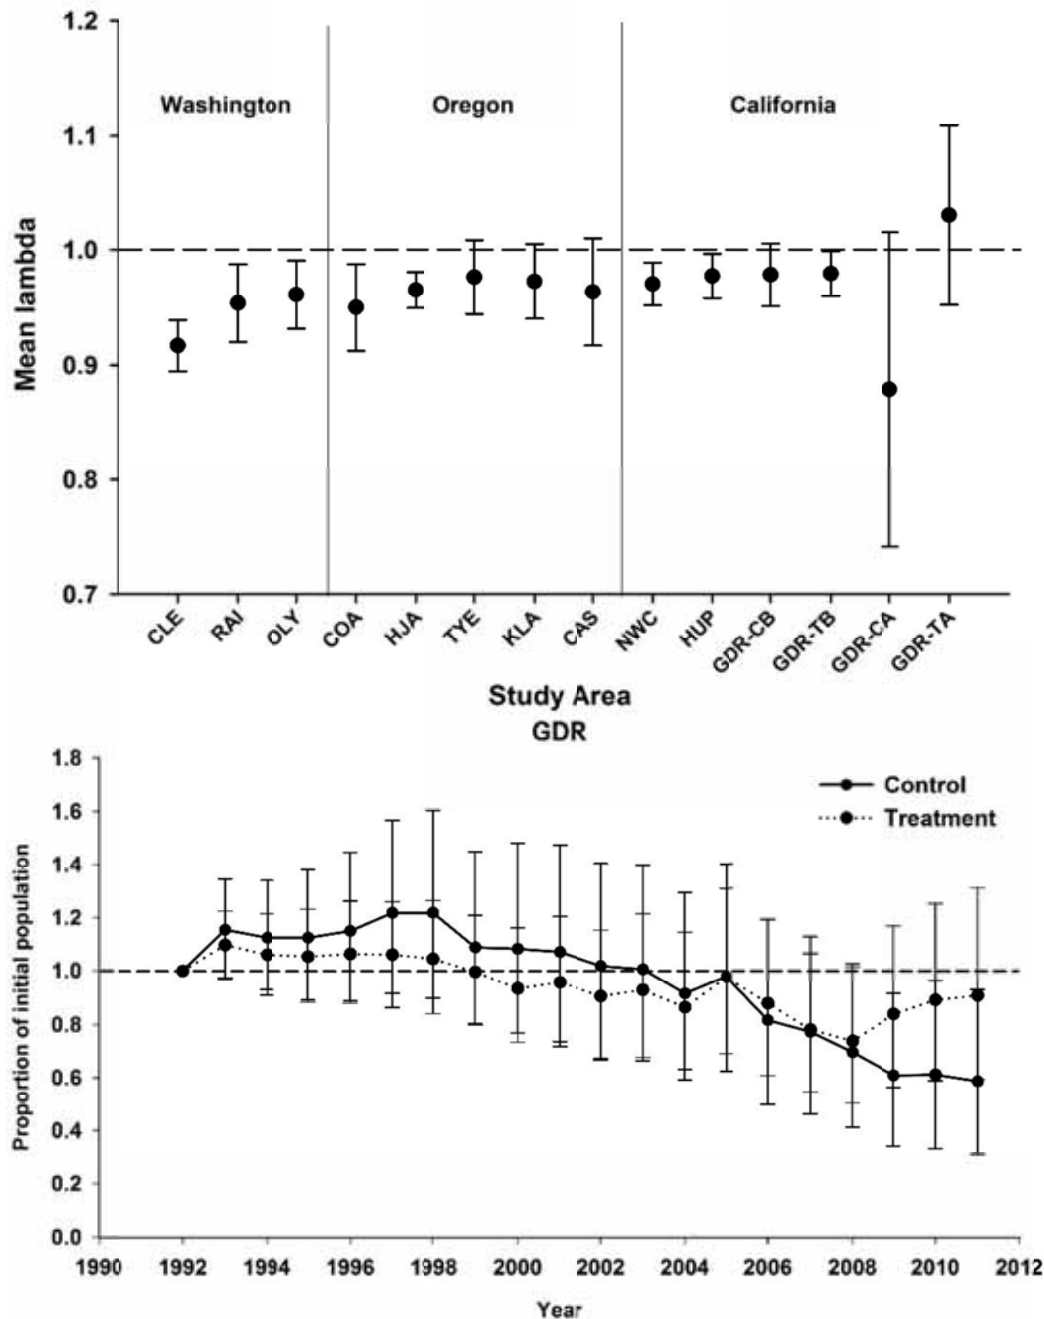 1.2
Washington
Oregon
California
1.1
1.0
0.9
0.8
0.7
Mean lambda
CLE
RAI
OLY
COA
HJA
TYE
KLA
CAS
NWC
HUP
GDR-CB
GDR-TB
GDR-CA
GDR-TA
Study Area
GDR
1.8
1.6
1.4
1.2
1.0
0.8
0.6
0.4
0.2
0.0
Proportion of initial population
Control
Treatment
1990
1992
1994
1996
1998
2000
2002
2004
2006
2008
2010
2012
Year